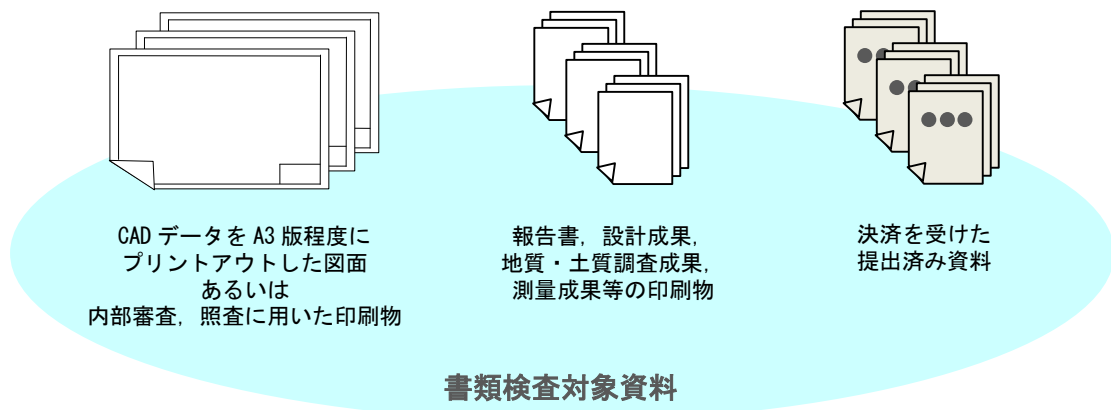 CAD データを A3 版程度に
プリントアウトした図面
あるいは
内部審査，照査に用いた印刷物
報告書，設計成果，
地質・土質調査成果，
測量成果等の印刷物
決済を受けた
提出済み資料
書類検査対象資料